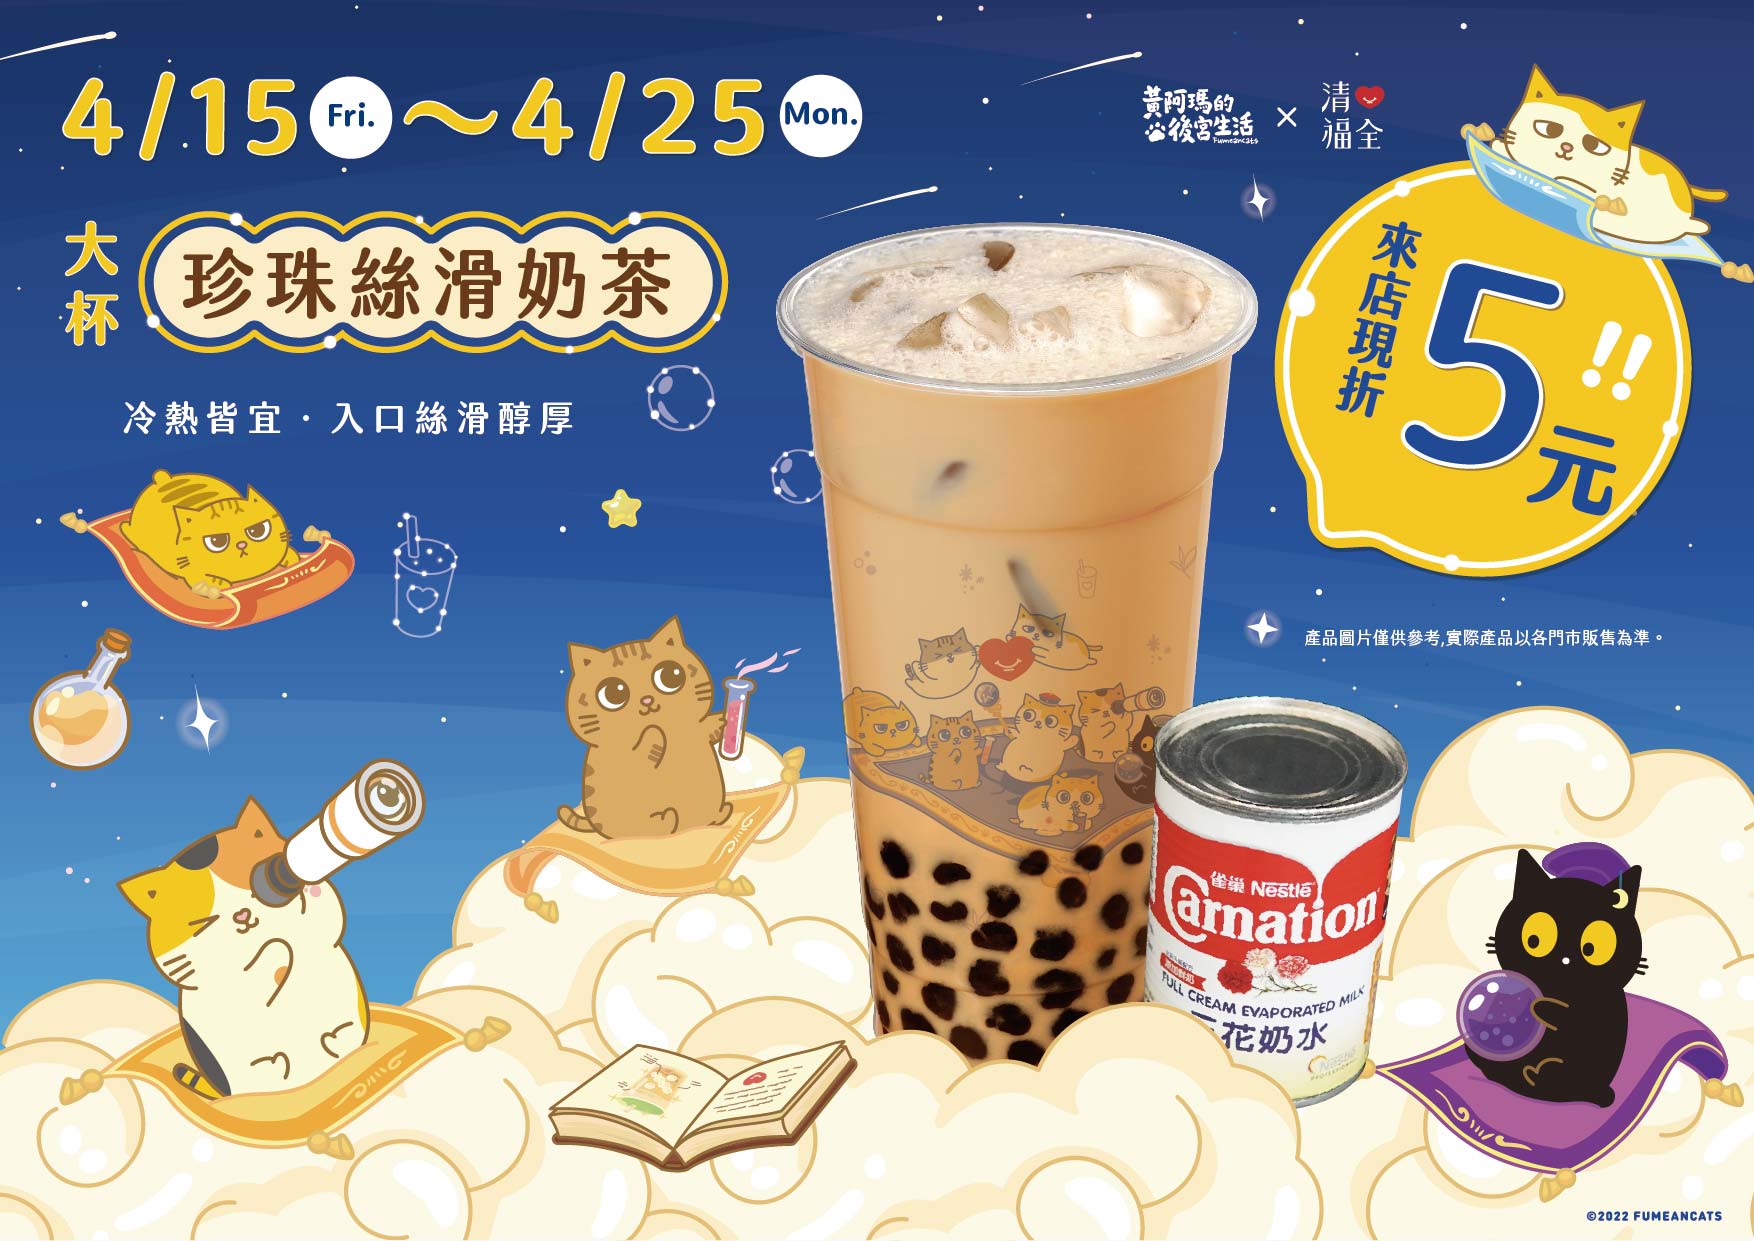 4/15 Fri. ～ 4/25 Mon.
黃阿瑪的
後宮生活
Fumeancats
×
清
福全
大杯
珍珠絲滑奶茶
冷熱皆宜・入口絲滑醇厚
來店現折
5元!!
產品圖片僅供參考,實際產品以各門市販售為準。
雀巢 Nestlé
Carnation
FULL CREAM EVAPORATED MILK
花奶水
Nestlé
PROFESSIONAL
©2022 FUMEANCATS